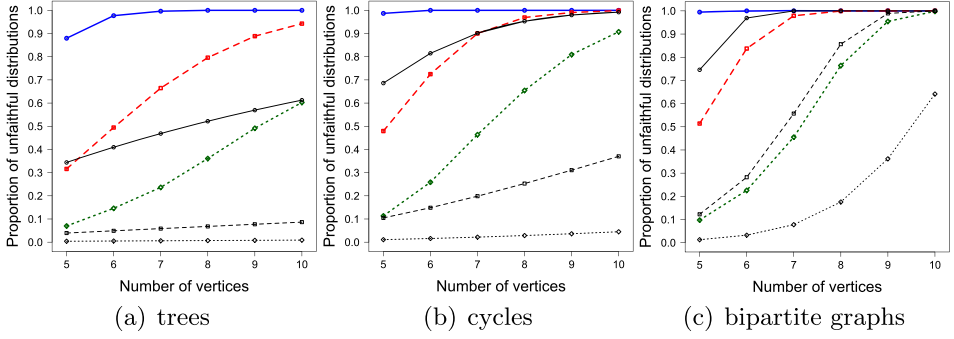 Proportion of unfaithful distributions
1.0
0.9
0.8
0.7
0.6
0.5
0.4
0.3
0.2
0.1
0.0
5 6 7 8 9 10
Number of vertices
(a) trees
Proportion of unfaithful distributions
1.0
0.9
0.8
0.7
0.6
0.5
0.4
0.3
0.2
0.1
0.0
5 6 7 8 9 10
Number of vertices
(b) cycles
Proportion of unfaithful distributions
1.0
0.9
0.8
0.7
0.6
0.5
0.4
0.3
0.2
0.1
0.0
5 6 7 8 9 10
Number of vertices
(c) bipartite graphs